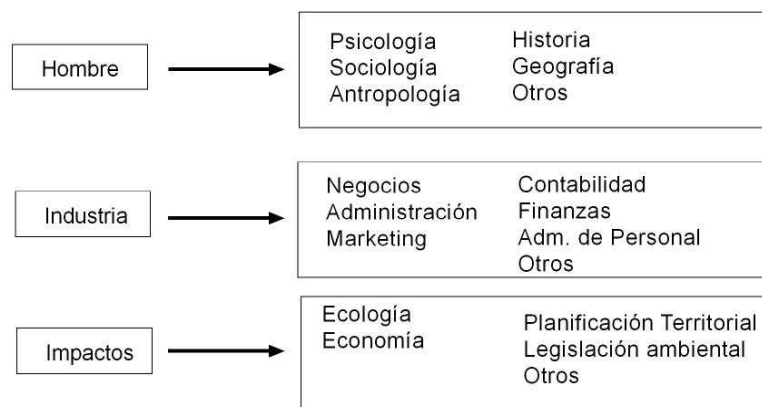 Hombre
Psicología
Sociología
Antropología
Historia
Geografía
Otros
Industria
Negocios
Administración
Marketing
Contabilidad
Finanzas
Adm. de Personal
Otros
Impactos
Ecología
Economía
Planificación Territorial
Legislación ambiental
Otros